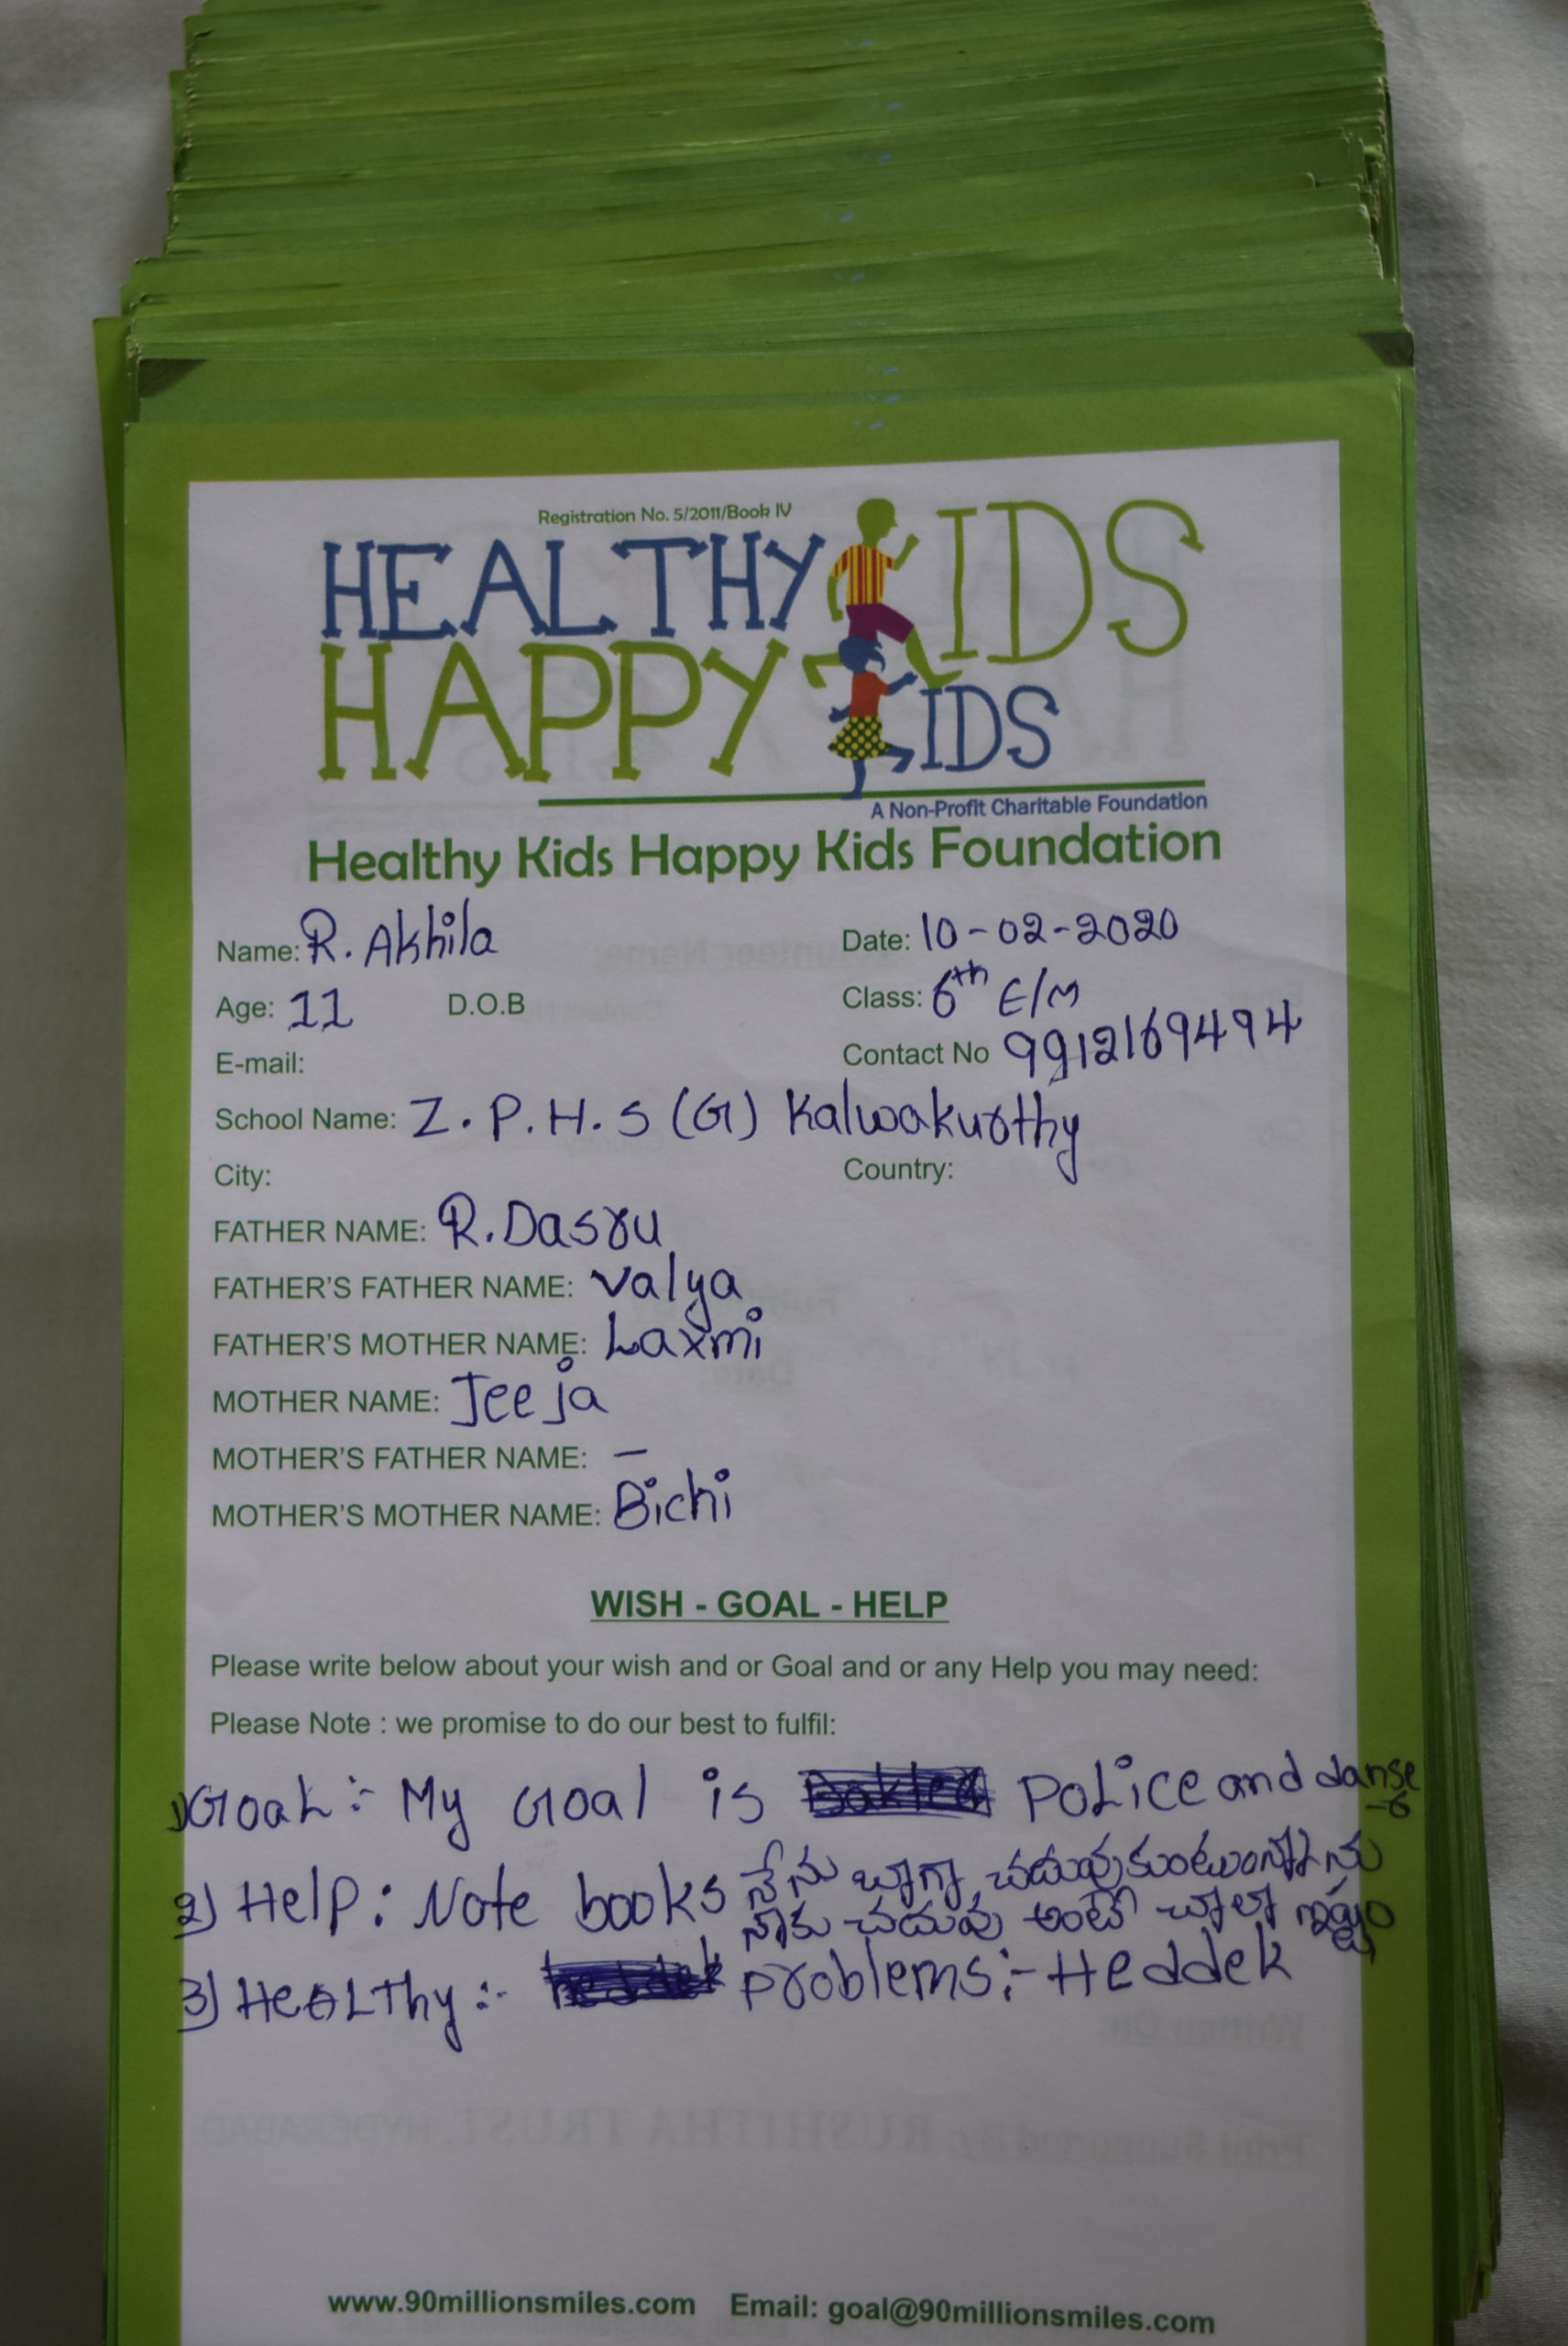 Registration No. 5/2011/Book IV
HEALTHY KIDS
HAPPY KIDS
A Non-Profit Charitable Foundation
Healthy Kids Happy Kids Foundation
Name: R. Akhila Date: 10-02-2020
Age: 11 D.O.B Class: 6th E/M
E-mail: Contact No 9912169494
School Name: Z.P.H.S (G) Kalwakurthy
City: Country:
FATHER NAME: R. Dasru
FATHER'S FATHER NAME: Valya
FATHER'S MOTHER NAME: Laxmi
MOTHER NAME: Jeeja
MOTHER'S FATHER NAME: –
MOTHER'S MOTHER NAME: Bichi
WISH - GOAL - HELP
Please write below about your wish and or Goal and or any Help you may need:
Please Note : we promise to do our best to fulfil:
1) Goal :- My Goal is Police and danse
2) Help : Note books నేను బ్యాగ్గా చదువుకుంటున్నాను
నాకు చదువు అంటే చ్యాలా ఇష్టం
3) HeaLThy :- problems :- Heddek
www.90millionsmiles.com Email: goal@90millionsmiles.com